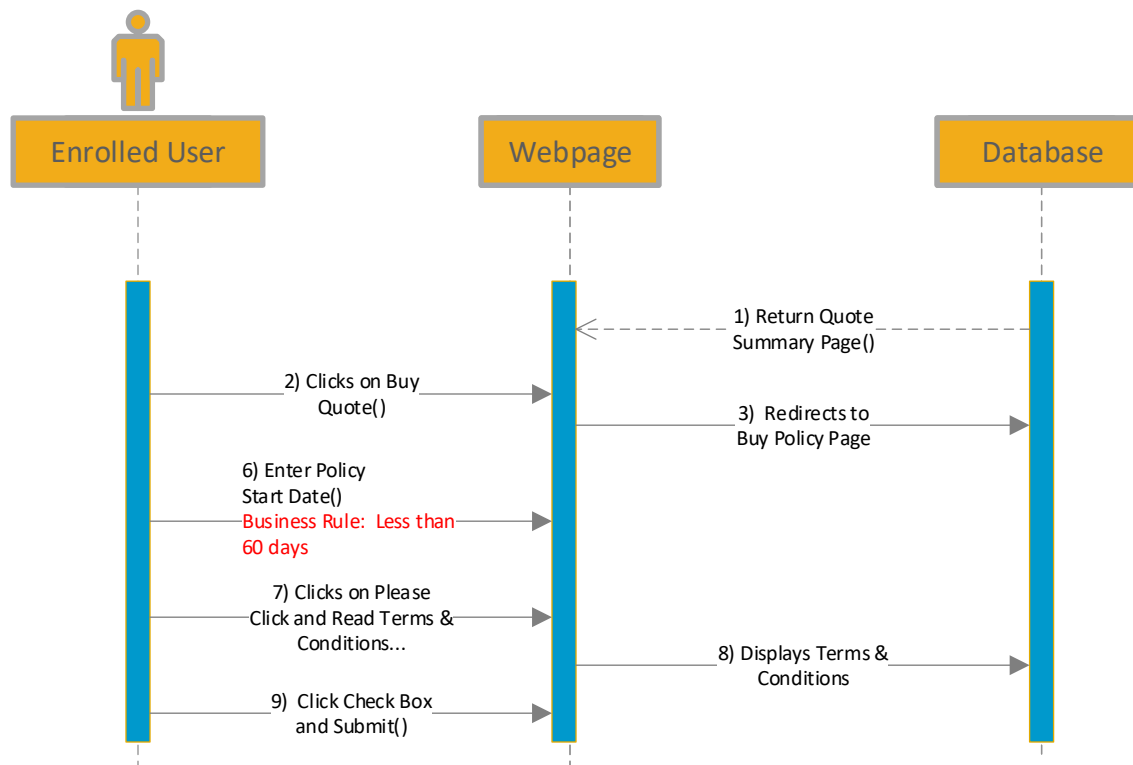 Enrolled User
Webpage
Database
1) Return Quote
Summary Page()
2) Clicks on Buy
Quote()
3)  Redirects to
Buy Policy Page
6) Enter Policy
Start Date()
Business Rule:  Less than
60 days
7) Clicks on Please
Click and Read Terms &
Conditions...
8) Displays Terms &
Conditions
9)  Click Check Box
and Submit()